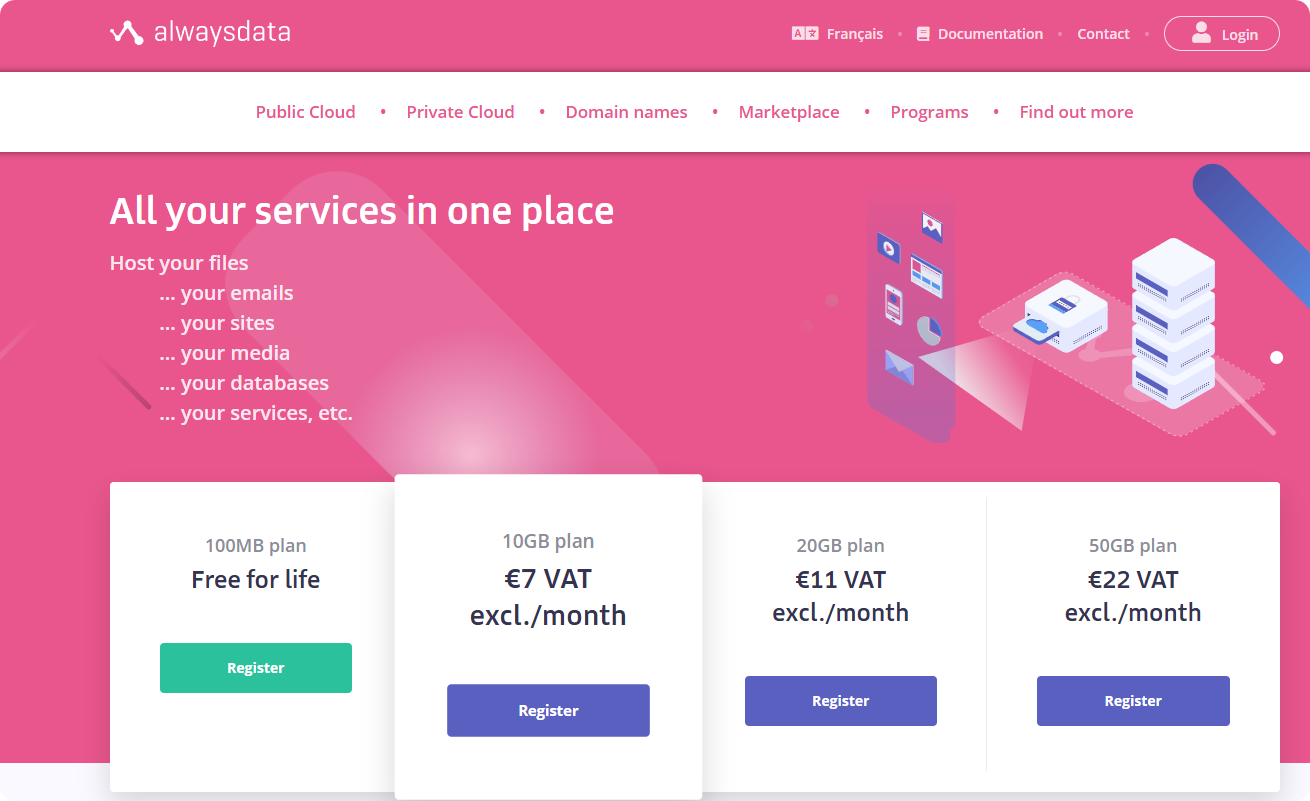 alwaysdata
Français • Documentation • Contact • Login
Public Cloud • Private Cloud • Domain names • Marketplace • Programs • Find out more
All your services in one place
Host your files
... your emails
... your sites
... your media
... your databases
... your services, etc.
100MB plan
Free for life
Register
10GB plan
€7 VAT
excl./month
Register
20GB plan
€11 VAT
excl./month
Register
50GB plan
€22 VAT
excl./month
Register